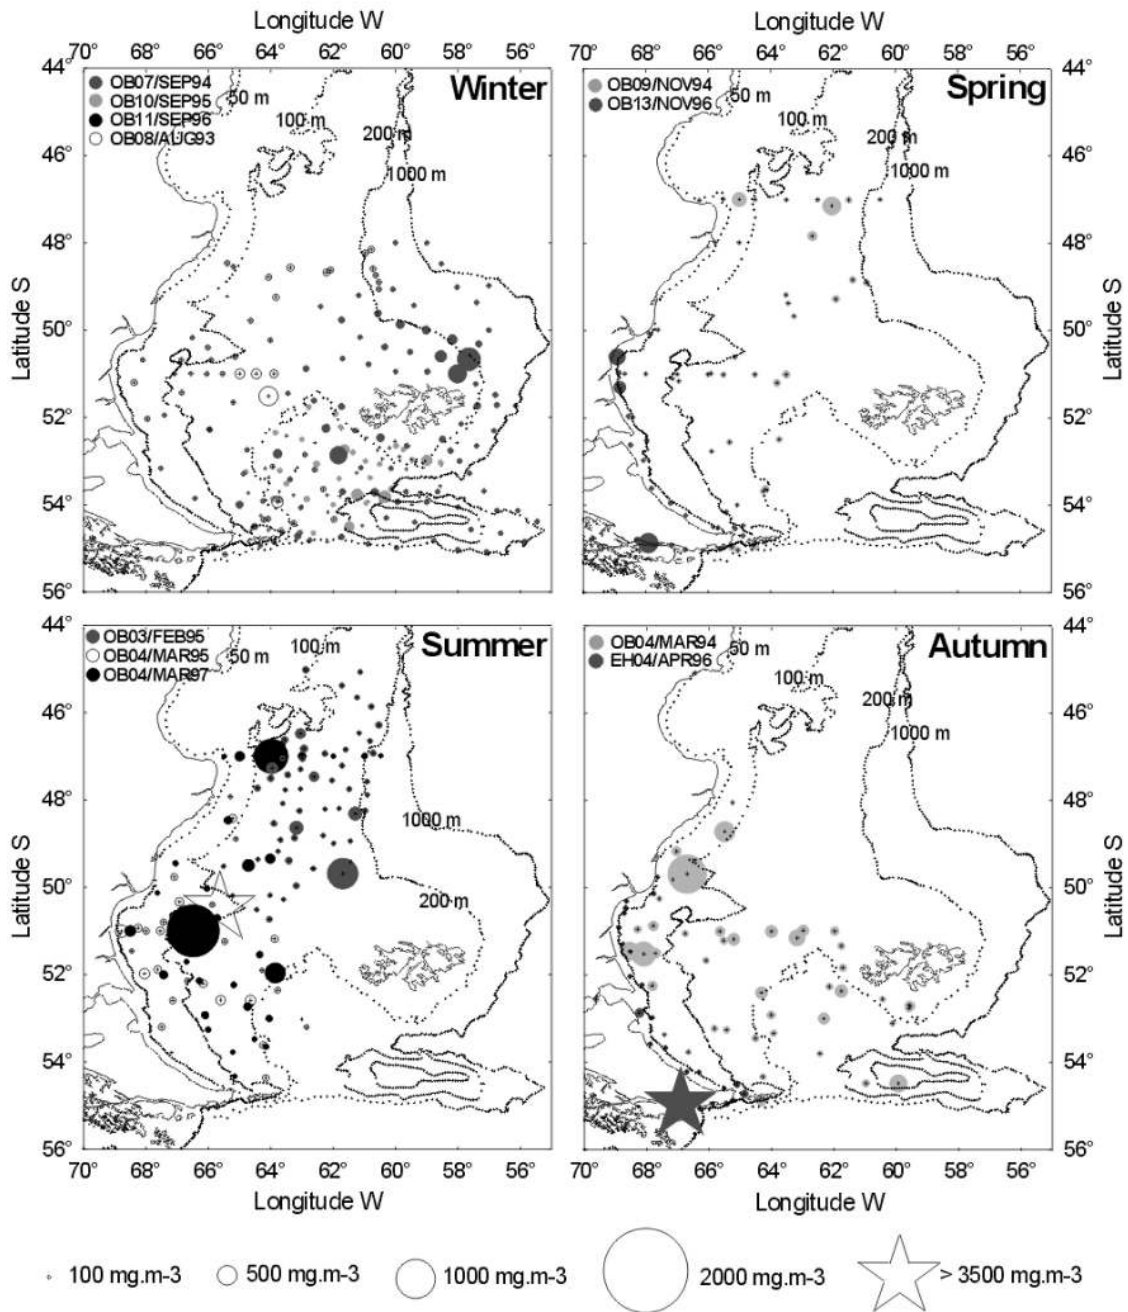 Longitude W
Longitude W
70° 68° 66° 64° 62° 60° 58° 56°
70° 68° 66° 64° 62° 60° 58° 56°
44°
46°
48°
50°
52°
54°
56°
Latitude S
OB07/SEP94
OB10/SEP95
OB11/SEP96
OB08/AUG93
Winter
50 m
100 m
200 m
1000 m
OB09/NOV94
OB13/NOV96
Spring
50 m
100 m
200 m
1000 m
44°
46°
48°
50°
52°
54°
56°
Latitude S
44°
46°
48°
50°
52°
54°
56°
Latitude S
OB03/FEB95
OB04/MAR95
OB04/MAR97
Summer
50 m
100 m
1000 m
200 m
OB04/MAR94
EH04/APR96
Autumn
50 m
100 m
200 m
1000 m
44°
46°
48°
50°
52°
54°
56°
Latitude S
70° 68° 66° 64° 62° 60° 58° 56°
70° 68° 66° 64° 62° 60° 58° 56°
Longitude W
Longitude W
100 mg.m-3
500 mg.m-3
1000 mg.m-3
2000 mg.m-3
> 3500 mg.m-3